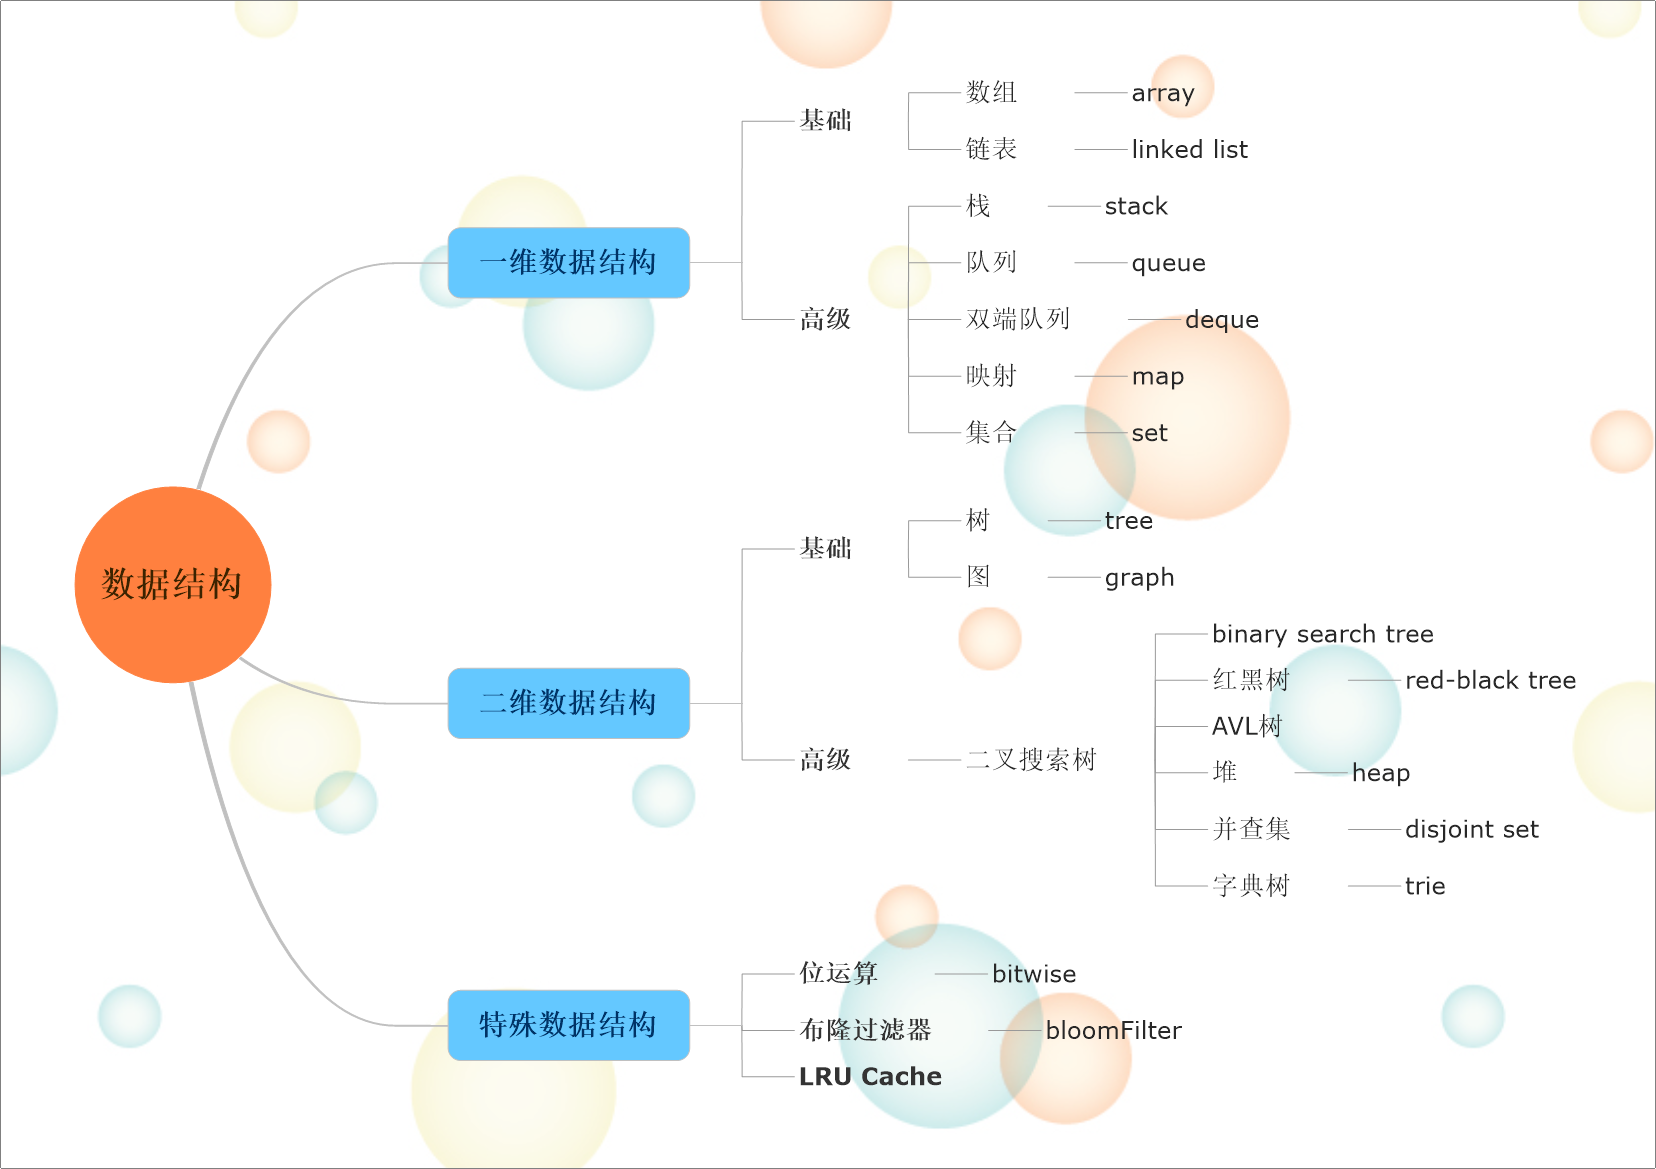 数据结构
一维数据结构
基础
数组 array
链表 linked list
高级
栈 stack
队列 queue
双端队列 deque
映射 map
集合 set
二维数据结构
基础
树 tree
图 graph
高级
二叉搜索树
binary search tree
红黑树 red-black tree
AVL树
堆 heap
并查集 disjoint set
字典树 trie
特殊数据结构
位运算 bitwise
布隆过滤器 bloomFilter
LRU Cache